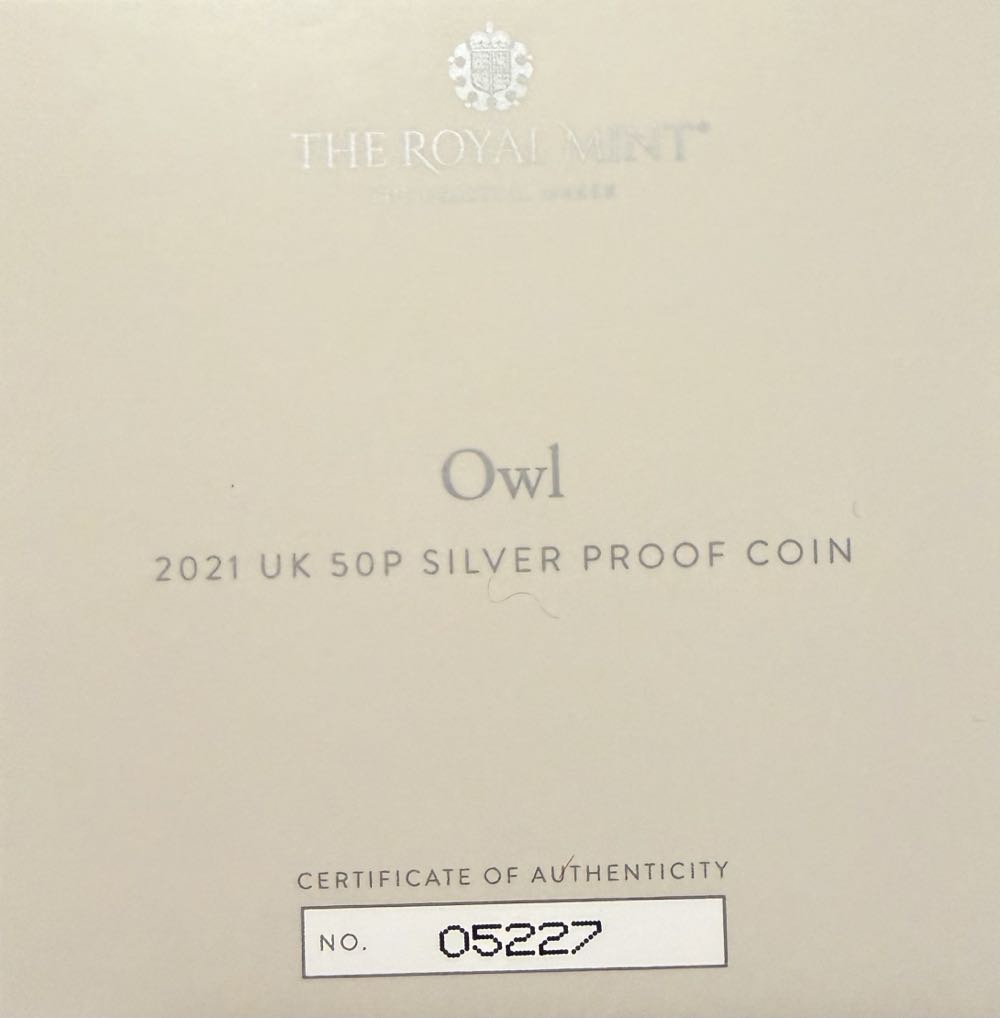 THE ROYAL MINT®
Owl
2021 UK 50P SILVER PROOF COIN
CERTIFICATE OF AUTHENTICITY
NO. 05227